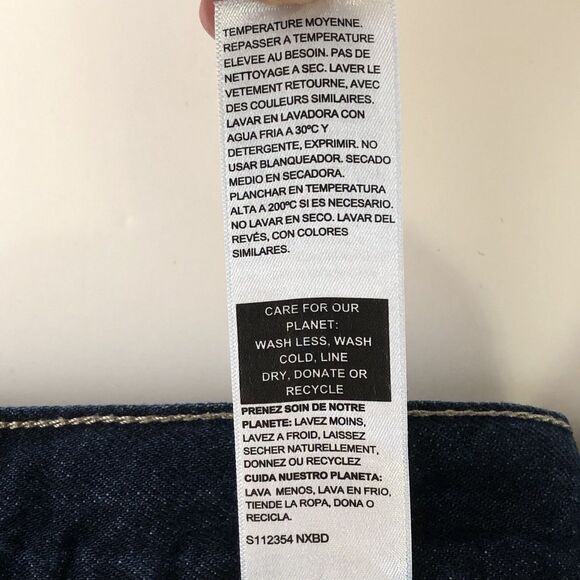 TEMPERATURE MOYENNE.
REPASSER A TEMPERATURE
ELEVEE AU BESOIN. PAS DE
NETTOYAGE A SEC. LAVER LE
VETEMENT RETOURNE, AVEC
DES COULEURS SIMILAIRES.
LAVAR EN LAVADORA CON
AGUA FRIA A 30ºC Y
DETERGENTE, EXPRIMIR. NO
USAR BLANQUEADOR. SECADO
MEDIO EN SECADORA.
PLANCHAR EN TEMPERATURA
ALTA A 200ºC SI ES NECESARIO.
NO LAVAR EN SECO. LAVAR DEL
REVÉS, CON COLORES
SIMILARES.
CARE FOR OUR
PLANET:
WASH LESS, WASH
COLD, LINE
DRY, DONATE OR
RECYCLE
PRENEZ SOIN DE NOTRE
PLANETE: LAVEZ MOINS,
LAVEZ A FROID, LAISSEZ
SECHER NATURELLEMENT,
DONNEZ OU RECYCLEZ
CUIDA NUESTRO PLANETA:
LAVA MENOS, LAVA EN FRIO,
TIENDE LA ROPA, DONA O
RECICLA.
S112354 NXBD